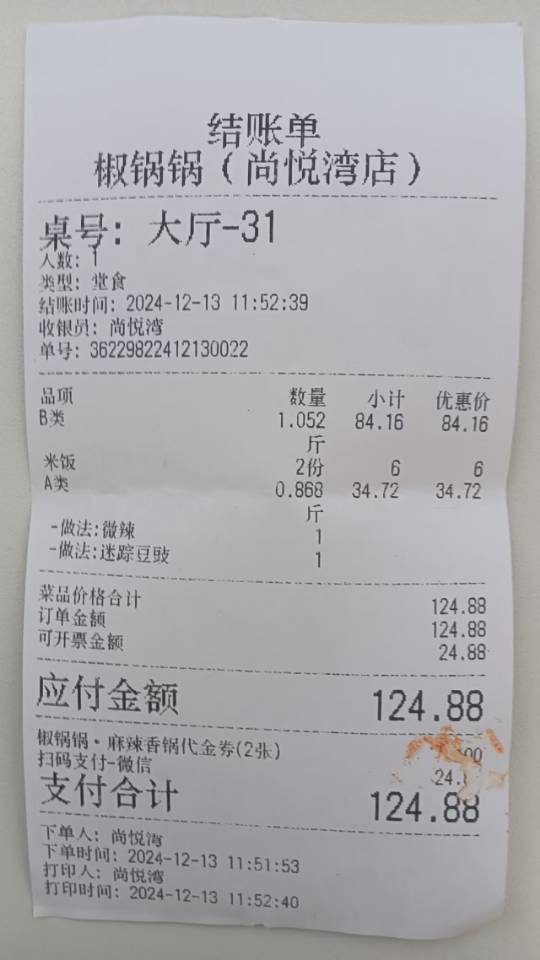 结账单
椒锅锅（尚悦湾店）
桌号: 大厅-31
人数: 1
类型: 堂食
结账时间: 2024-12-13 11:52:39
收银员: 尚悦湾
单号: 36229822412130022
品项 数量 小计 优惠价
B类 1.052 84.16 84.16
斤
米饭 2份 6 6
A类 0.868 34.72 34.72
斤
-做法:微辣 1
-做法:迷踪豆豉 1
菜品价格合计 124.88
订单金额 124.88
可开票金额 24.88
应付金额 124.88
椒锅锅·麻辣香锅代金券(2张)
扫码支付-微信
支付合计 124.88
下单人: 尚悦湾
下单时间: 2024-12-13 11:51:53
打印人: 尚悦湾
打印时间: 2024-12-13 11:52:40